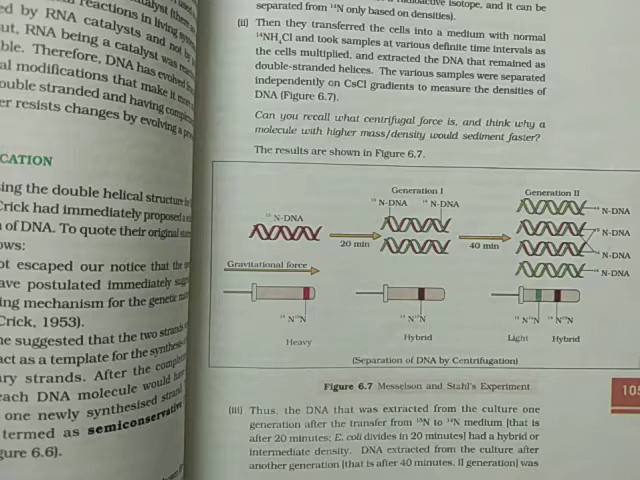 RNA catalysts
ut, RNA being a catalyst was
ble. Therefore, DNA has evolved
al modifications that make it
ouble stranded and having
er resists changes by evolving a
CATION
sing the double helical structure
Crick had immediately proposed
of DNA. To quote their original
ows:
ot escaped our notice that the
ave postulated immediately
ing mechanism for the genetic
Crick, 1953).
he suggested that the two strands
act as a template for the synthesis
ry strands. After the
each DNA molecule would
one newly synthesised strand
termed as semiconservative
gure 6.6).
separated from ¹⁴N only based on densities).
(ii) Then they transferred the cells into a medium with normal
¹⁴NH₄Cl and took samples at various definite time intervals as
the cells multiplied, and extracted the DNA that remained as
double-stranded helices. The various samples were separated
independently on CsCl gradients to measure the densities of
DNA (Figure 6.7).
Can you recall what centrifugal force is, and think why a
molecule with higher mass/density would sediment faster?
The results are shown in Figure 6.7.
Generation I
Generation II
¹⁵N-DNA
¹⁵N-DNA ¹⁴N-DNA
N-DNA
N-DNA
N-DNA
N-DNA
20 min
40 min
Gravitational force
Heavy
Hybrid
Light Hybrid
(Separation of DNA by Centrifugation)
Figure 6.7 Messelson and Stahl's Experiment
105
(iii) Thus, the DNA that was extracted from the culture one
generation after the transfer from ¹⁵N to ¹⁴N medium [that is
after 20 minutes; E. coli divides in 20 minutes] had a hybrid or
intermediate density. DNA extracted from the culture after
another generation [that is after 40 minutes, II generation] was